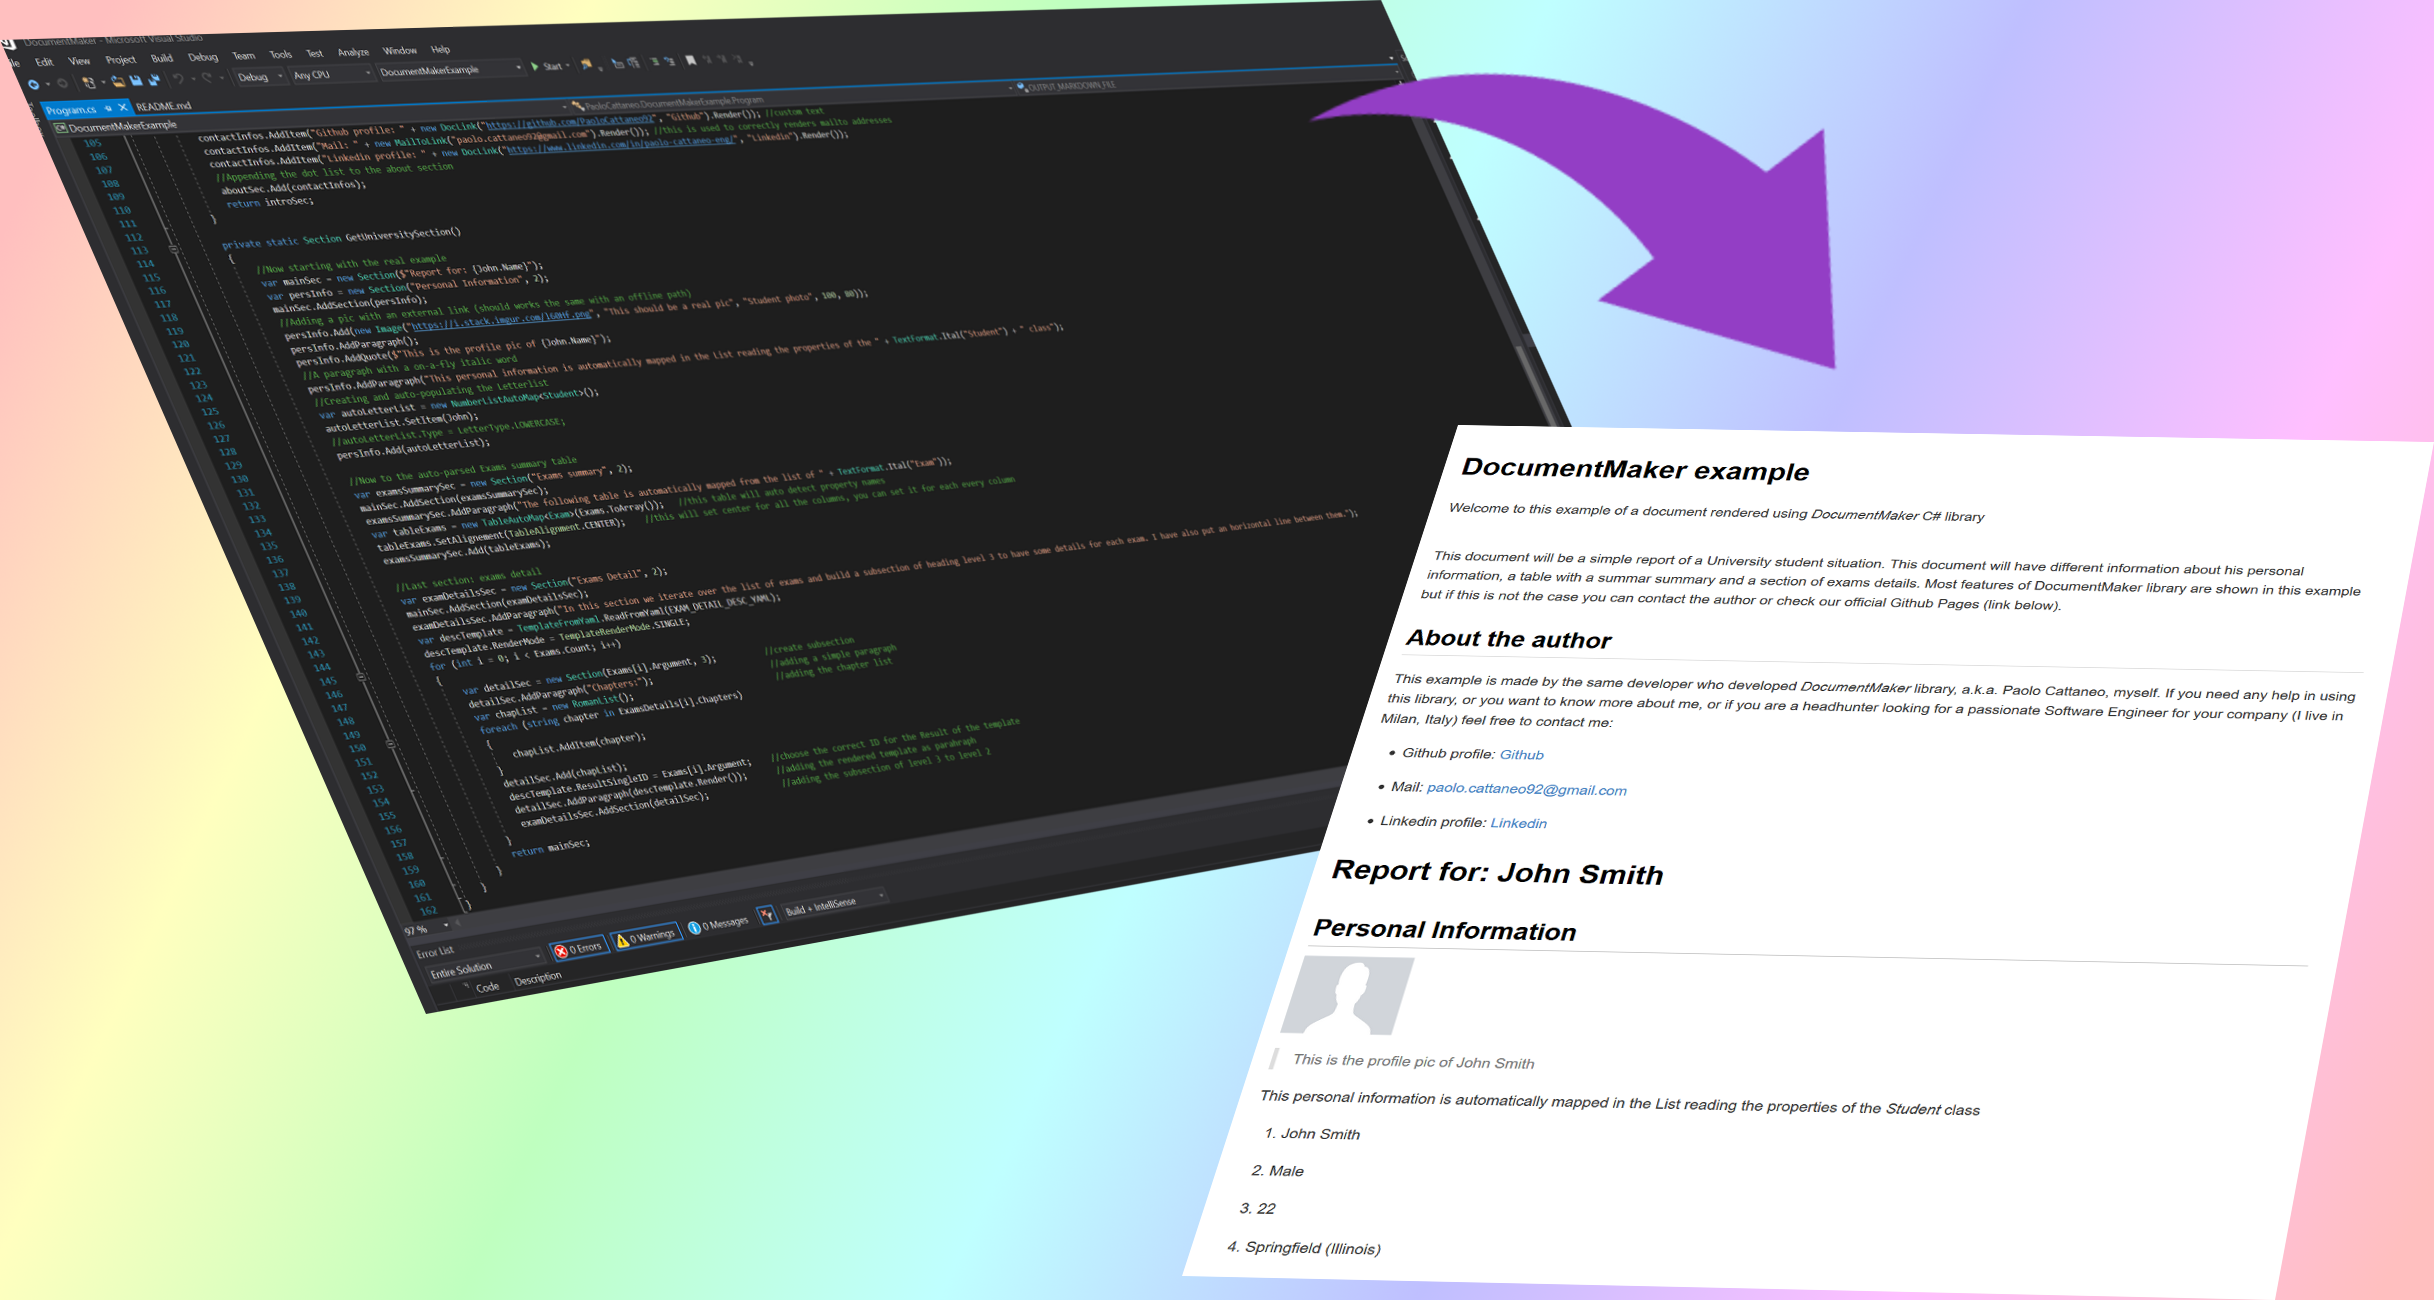 DocumentMaker - Microsoft Visual Studio
Edit View Project Build Debug Team Tools Test Analyze Window Help
Debug Any CPU DocumentMakerExample Start
Program.cs README.md
DocumentMakerExample PaoloCattaneo.DocumentMakerExample.Program OUTPUT_MARKDOWN_FILE
contactInfos.AddItem("Github profile: " + new DocLink("https://github.com/PaoloCattaneo92", "Github").Render()); //custom text
105 contactInfos.AddItem("Mail: " + new MailToLink("paolo.cattaneo92@gmail.com").Render()); //this is used to correctly renders mailto addresses
106 contactInfos.AddItem("Linkedin profile: " + new DocLink("https://www.linkedin.com/in/paolo-cattaneo-eng/", "Linkedin").Render());
107 //Appending the dot list to the about section
108 aboutSec.Add(contactInfos);
109 return introSec;
110 }
111
112 private static Section GetUniversitySection()
113 {
114 //Now starting with the real example
115 var mainSec = new Section($"Report for: {John.Name}");
116 var persInfo = new Section("Personal Information", 2);
117 mainSec.AddSection(persInfo);
118 //Adding a pic with an external link (should works the same with an offline path)
119 persInfo.Add(new Image("https://i.stack.imgur.com/l60Hf.png", "This should be a real pic", "Student photo", 100, 80));
120 persInfo.AddParagraph();
121 persInfo.AddQuote($"This is the profile pic of {John.Name}");
122 //A paragraph with a on-a-fly italic word
123 persInfo.AddParagraph("This personal information is automatically mapped in the List reading the properties of the " + TextFormat.Ital("Student") + " class");
124 //Creating and auto-populating the Letterlist
125 var autoLetterList = new NumberListAutoMap<Student>();
126 autoLetterList.SetItem(John);
127 //autoLetterList.Type = LetterType.LOWERCASE;
128 persInfo.Add(autoLetterList);
129
130 //Now to the auto-parsed Exams summary table
131 var examsSummarySec = new Section("Exams summary", 2);
132 mainSec.AddSection(examsSummarySec);
133 examsSummarySec.AddParagraph("The following table is automatically mapped from the list of " + TextFormat.Ital("Exam"));
134 var tableExams = new TableAutoMap<Exam>(Exams.ToArray()); //this table will auto detect property names
135 tableExams.SetAlignement(TableAlignment.CENTER); //this will set center for all the columns, you can set it for each every column
136 examsSummarySec.Add(tableExams);
137
138 //Last section: exams detail
139 var examDetailsSec = new Section("Exams Detail", 2);
140 mainSec.AddSection(examDetailsSec);
141 examDetailsSec.AddParagraph("In this section we iterate over the list of exams and build a subsection of heading level 3 to have some details for each exam. I have also put an horizontal line between them.");
142 var descTemplate = TemplateFromYaml.ReadFromYaml(EXAM_DETAIL_DESC_YAML);
143 descTemplate.RenderMode = TemplateRenderMode.SINGLE;
144 for (int i = 0; i < Exams.Count; i++)
145 {
146 var detailSec = new Section(Exams[i].Argument, 3); //create subsection
147 detailSec.AddParagraph("Chapters:"); //adding a simple paragraph
148 var chapList = new RomanList(); //adding the chapter list
149 foreach (string chapter in ExamsDetails[i].Chapters)
150 {
151 chapList.AddItem(chapter);
152 }
153 detailSec.Add(chapList);
154 descTemplate.ResultSingleID = Exams[i].Argument; //choose the correct ID for the Result of the template
155 detailSec.AddParagraph(descTemplate.Render()); //adding the rendered template as parahraph
156 examDetailsSec.AddSection(detailSec); //adding the subsection of level 3 to level 2
157 }
158 return mainSec;
159 }
160 }
161 }
162
97 %
Error List
Entire Solution 0 Errors 0 Warnings 0 Messages Build + IntelliSense
Code Description
DocumentMaker example
Welcome to this example of a document rendered using DocumentMaker C# library
This document will be a simple report of a University student situation. This document will have different information about his personal
information, a table with a summar summary and a section of exams details. Most features of DocumentMaker library are shown in this example
but if this is not the case you can contact the author or check our official Github Pages (link below).
About the author
This example is made by the same developer who developed DocumentMaker library, a.k.a. Paolo Cattaneo, myself. If you need any help in using
this library, or you want to know more about me, or if you are a headhunter looking for a passionate Software Engineer for your company (I live in
Milan, Italy) feel free to contact me:
• Github profile: Github
• Mail: paolo.cattaneo92@gmail.com
• Linkedin profile: Linkedin
Report for: John Smith
Personal Information
This is the profile pic of John Smith
This personal information is automatically mapped in the List reading the properties of the Student class
1. John Smith
2. Male
3. 22
4. Springfield (Illinois)